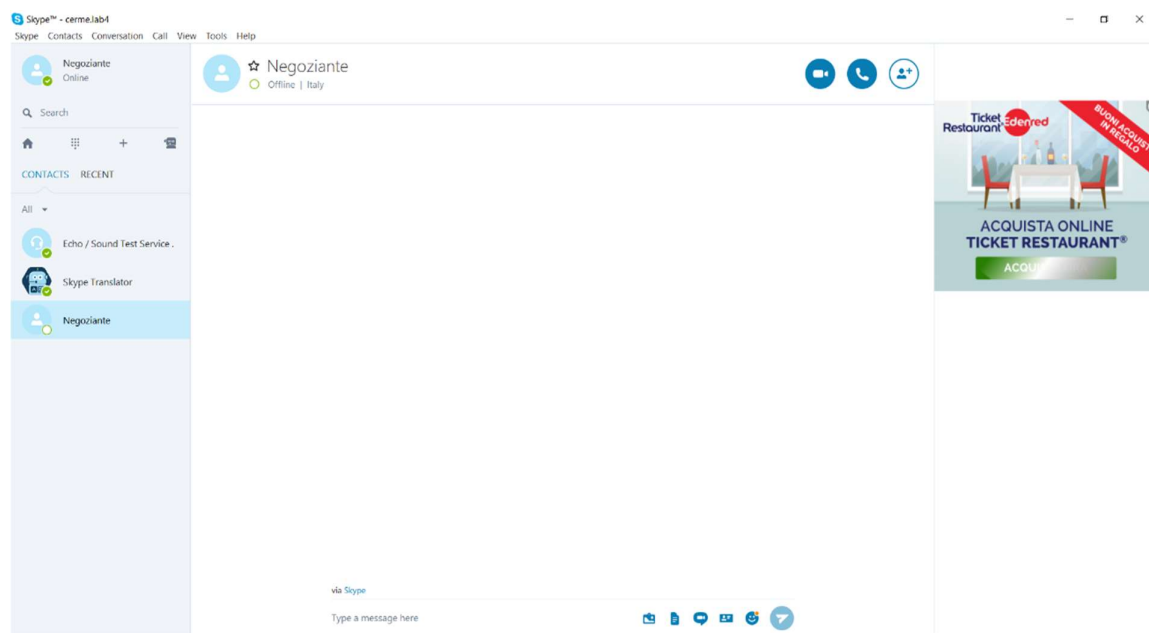 Skype™ - cerme.lab4
Skype Contacts Conversation Call View Tools Help
Negoziante
Online
Search
CONTACTS RECENT
All
Echo / Sound Test Service .
Skype Translator
Negoziante
Negoziante
Offline | Italy
via Skype
Type a message here
Ticket Restaurant® Edenred
BUONI ACQUISTO
IN REGALO
ACQUISTA ONLINE
TICKET RESTAURANT®